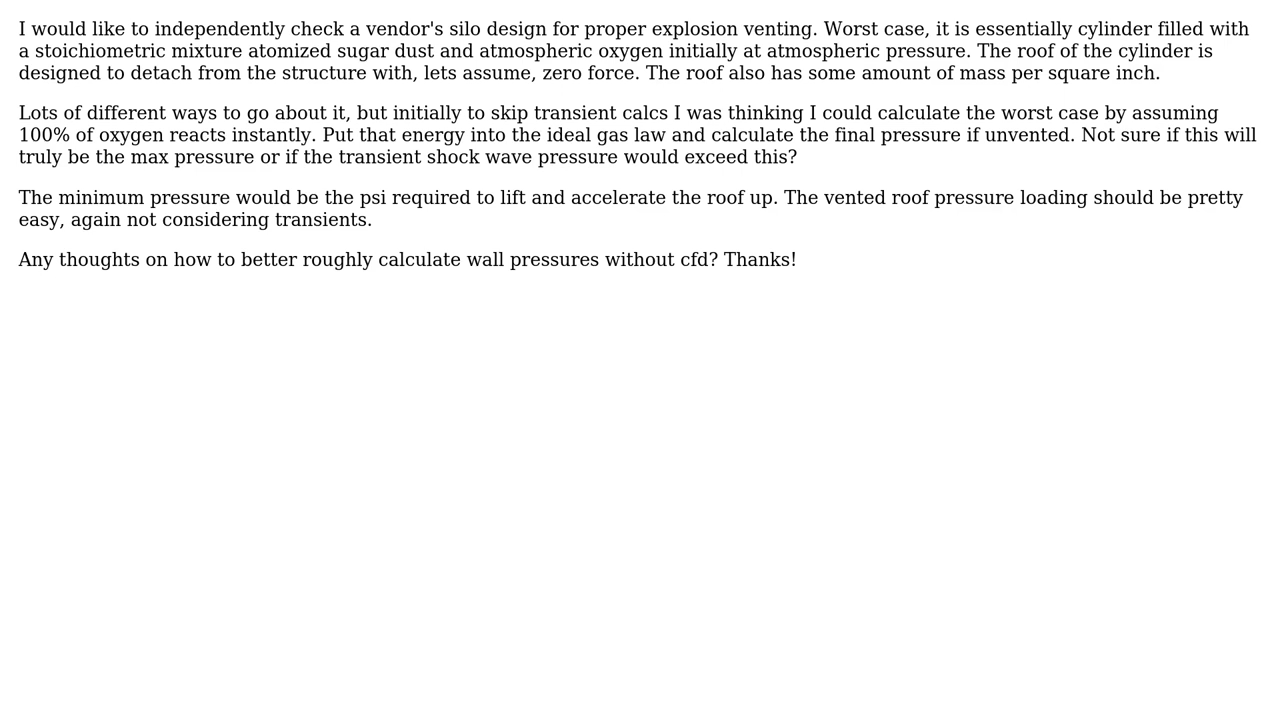 I would like to independently check a vendor's silo design for proper explosion venting. Worst case, it is essentially cylinder filled with
a stoichiometric mixture atomized sugar dust and atmospheric oxygen initially at atmospheric pressure. The roof of the cylinder is
designed to detach from the structure with, lets assume, zero force. The roof also has some amount of mass per square inch.
Lots of different ways to go about it, but initially to skip transient calcs I was thinking I could calculate the worst case by assuming
100% of oxygen reacts instantly. Put that energy into the ideal gas law and calculate the final pressure if unvented. Not sure if this will
truly be the max pressure or if the transient shock wave pressure would exceed this?
The minimum pressure would be the psi required to lift and accelerate the roof up. The vented roof pressure loading should be pretty
easy, again not considering transients.
Any thoughts on how to better roughly calculate wall pressures without cfd? Thanks!